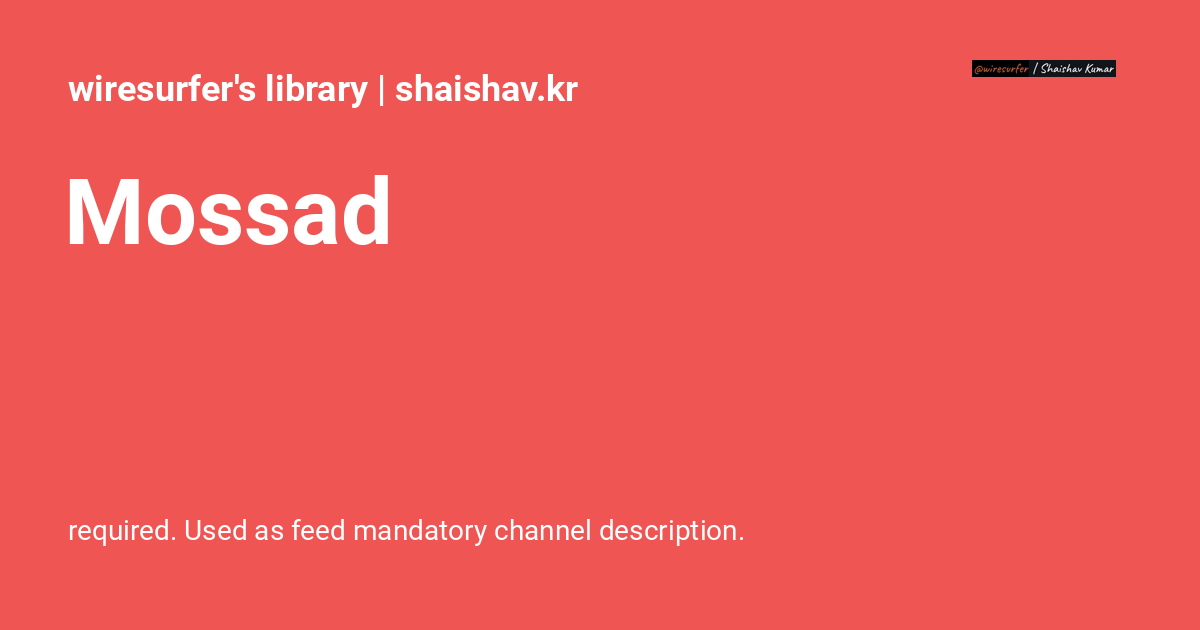 wiresurfer's library | shaishav.kr
@wiresurfer / Shaishav Kumar
Mossad
required. Used as feed mandatory channel description.